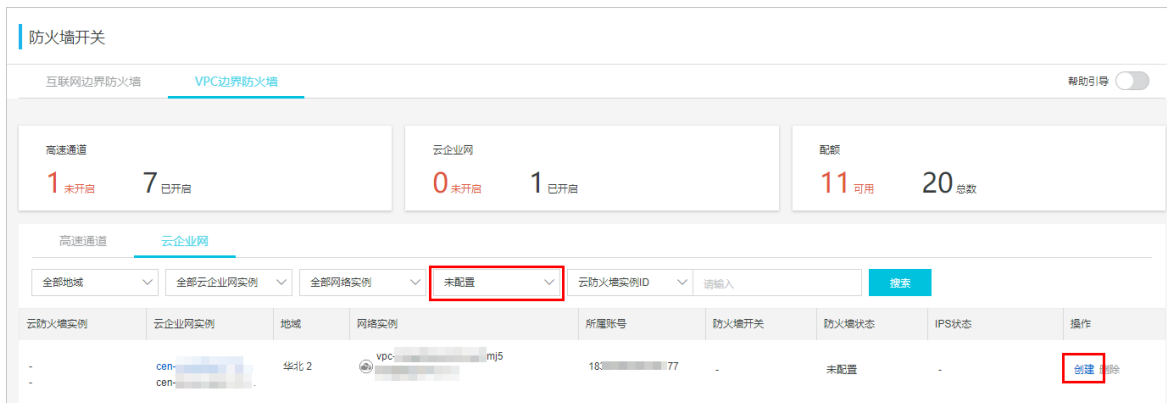 防火墙开关
互联网边界防火墙 VPC边界防火墙 帮助引导
高速通道 云企业网 配额
1 未开启 7 已开启 0 未开启 1 已开启 11 可用 20 总数
高速通道 云企业网
全部地域 全部云企业网实例 全部网络实例 未配置 云防火墙实例ID 请输入 搜索
云防火墙实例 云企业网实例 地域 网络实例 所属账号 防火墙开关 防火墙状态 IPS状态 操作
- cen- 华北 2 vpc- mj5 183 77 - 未配置 - 创建 删除
- cen-